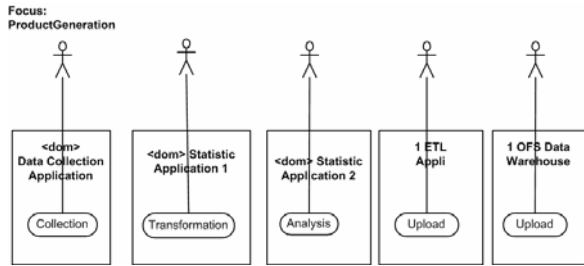 Focus:
ProductGeneration
<dom>
Data Collection
Application
<dom> Statistic
Application 1
<dom> Statistic
Application 2
1 ETL
Appli
1 OFS Data
Warehouse
Collection
Transformation
Analysis
Upload
Upload